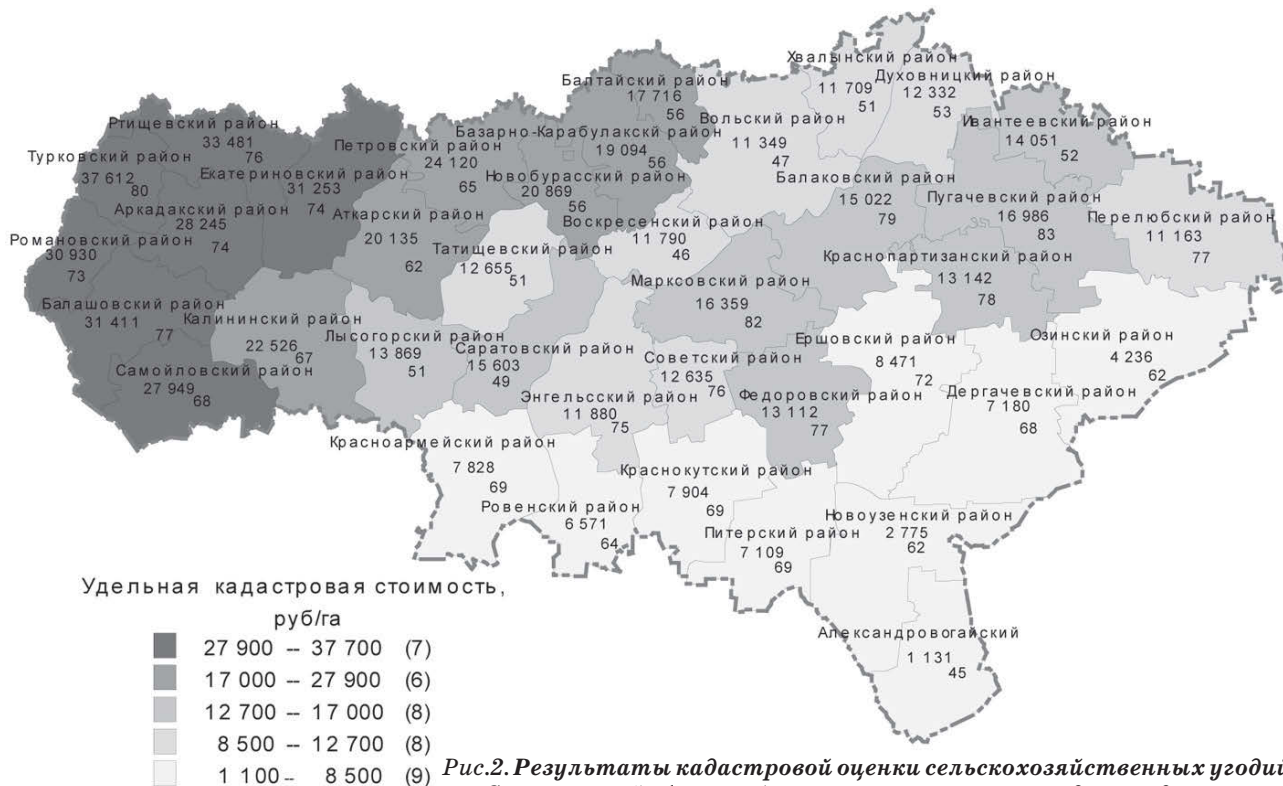 Хвалынский район
11 709
51
Духовницкий район
12 332
53
Балтайский район
17 716
56
Вольский район
11 349
47
Ивантеевский район
14 051
52
Ртищевский район
33 481
76
Базарно-Карабулакскй район
19 094
56
Петровский район
24 120
65
Турковский район
37 612
80
Екатериновский район
31 253
74
Новобурасский район
20 869
56
Балаковский район
15 022
79
Пугачевский район
16 986
83
Перелюбский район
11 163
77
Аркадакский район
28 245
74
Аткарский район
20 135
62
Воскресенский район
11 790
46
Романовский район
30 930
73
Татищевский район
12 655
51
Краснопартизанский район
13 142
78
Марксовский район
16 359
82
Балашовский район
31 411
77
Калининский район
22 526
67
Лысогорский район
13 869
51
Саратовский район
15 603
49
Ершовский район
8 471
72
Озинский район
4 236
62
Советский район
12 635
76
Самойловский район
27 949
68
Энгельсский район
11 880
75
Федоровский район
13 112
77
Дергачевский район
7 180
68
Красноармейский район
7 828
69
Краснокутский район
7 904
69
Ровенский район
6 571
64
Питерский район
7 109
69
Новоузенский район
2 775
62
Александровогайский
1 131
45
Удельная кадастровая стоимость,
руб/га
27 900 -- 37 700 (7)
17 000 -- 27 900 (6)
12 700 -- 17 000 (8)
8 500 -- 12 700 (8)
1 100 -- 8 500 (9)
Рис.2. Результаты кадастровой оценки сельскохозяйственных угодий